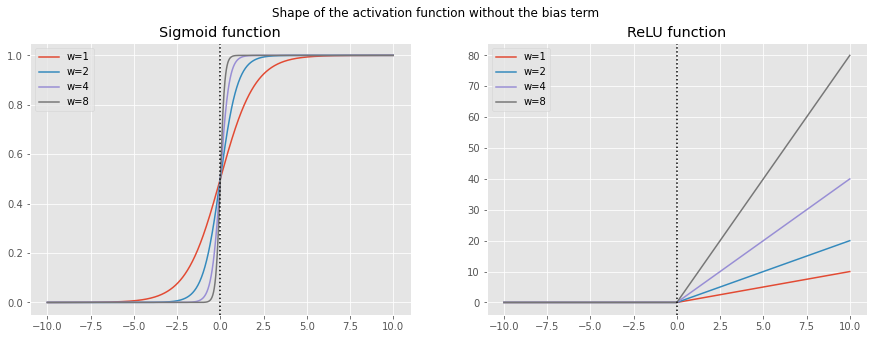 Shape of the activation function without the bias term
Sigmoid function
w=1
w=2
w=4
w=8
1.0
0.8
0.6
0.4
0.2
0.0
−10.0 −7.5 −5.0 −2.5 0.0 2.5 5.0 7.5 10.0
ReLU function
w=1
w=2
w=4
w=8
80
70
60
50
40
30
20
10
0
−10.0 −7.5 −5.0 −2.5 0.0 2.5 5.0 7.5 10.0